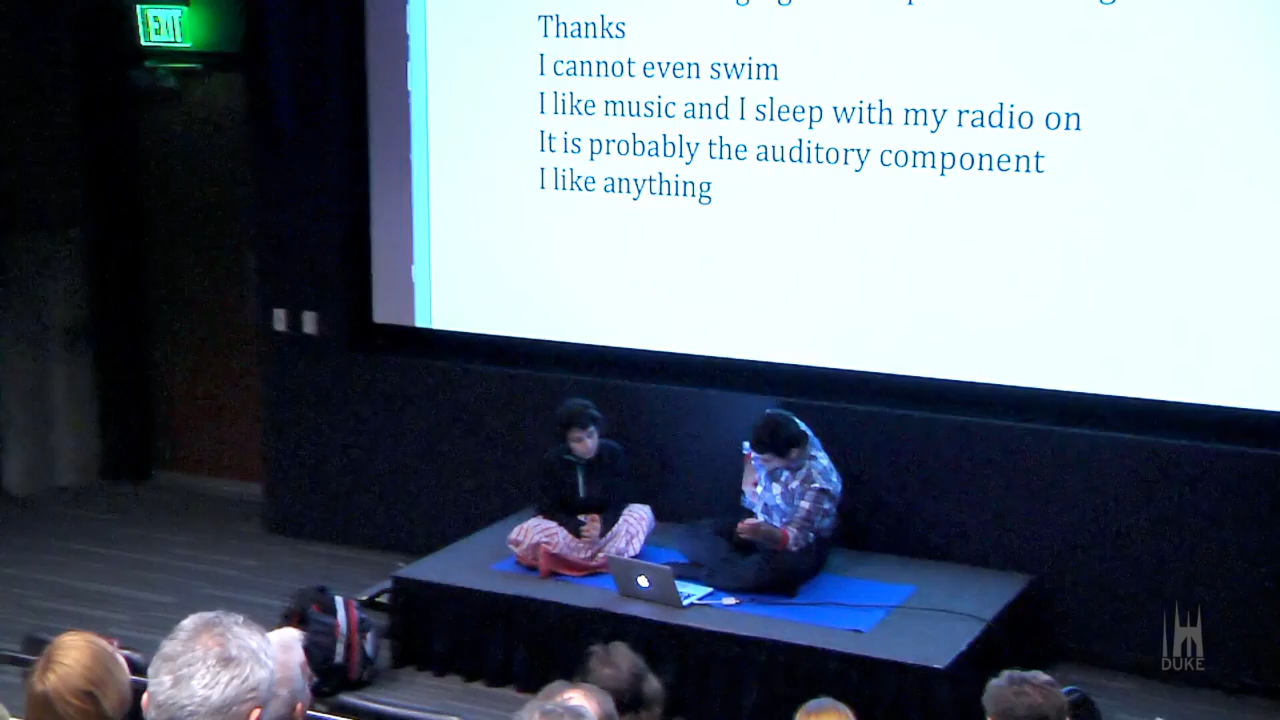 EXIT
Thanks
I cannot even swim
I like music and I sleep with my radio on
It is probably the auditory component
I like anything
DUKE